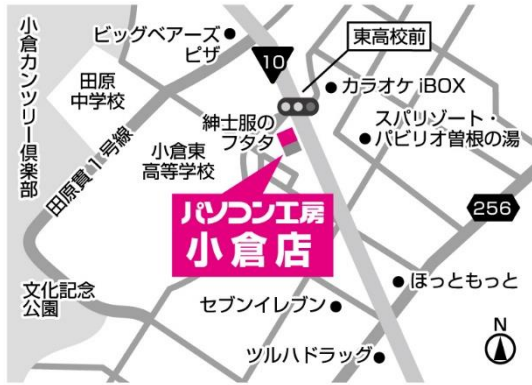 小倉カンツリー倶楽部
ビッグベアーズ
ピザ
10
東高校前
田原
中学校
カラオケ iBOX
紳士服の
フタタ
スパリゾート・
パビリオ曽根の湯
小倉東
高等学校
田原貫1号線
パソコン工房
小倉店
256
文化記念
公園
セブンイレブン
ほっともっと
ツルハドラッグ
N